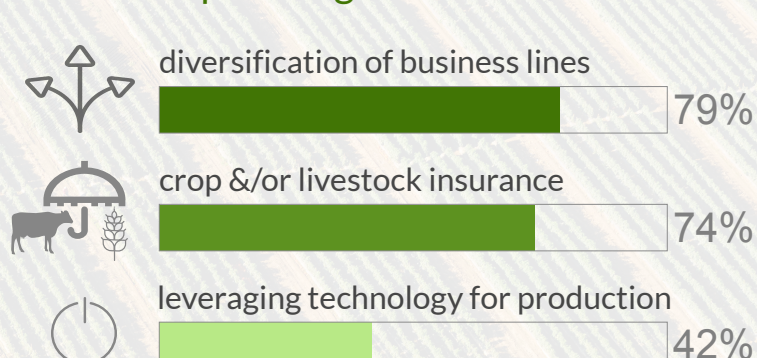 diversification of business lines
79%
crop &/or livestock insurance
74%
leveraging technology for production
42%